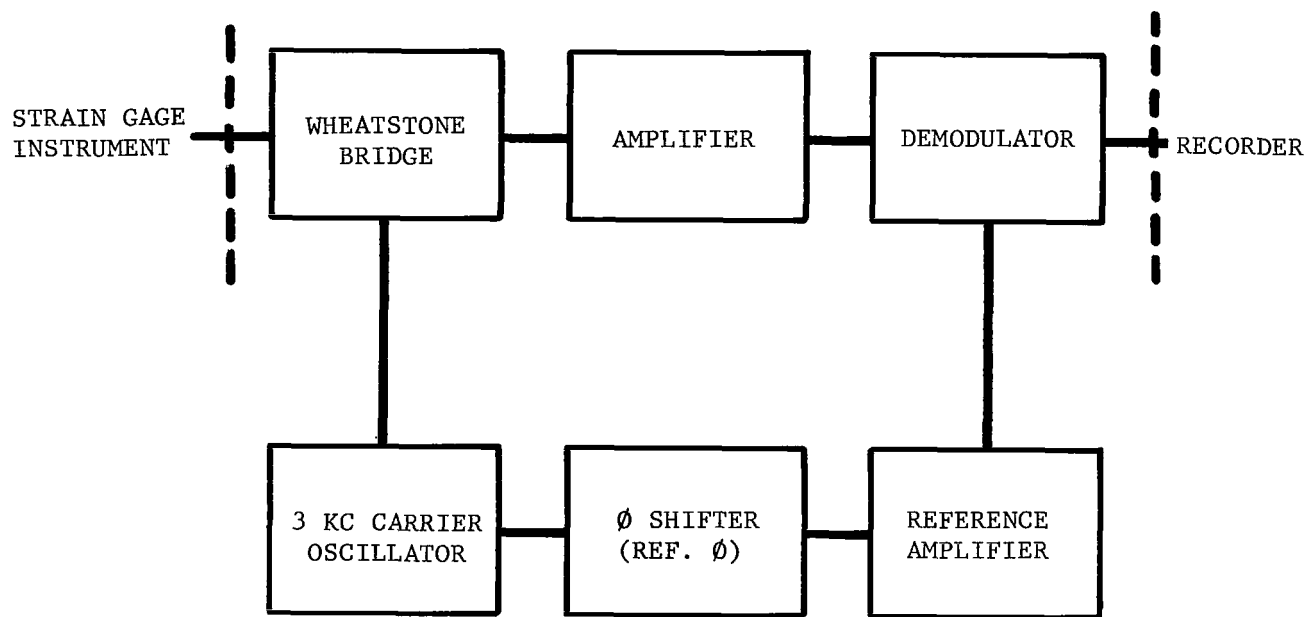 STRAIN GAGE
INSTRUMENT
WHEATSTONE
BRIDGE
AMPLIFIER
DEMODULATOR
RECORDER
3 KC CARRIER
OSCILLATOR
Ø SHIFTER
(REF. Ø)
REFERENCE
AMPLIFIER